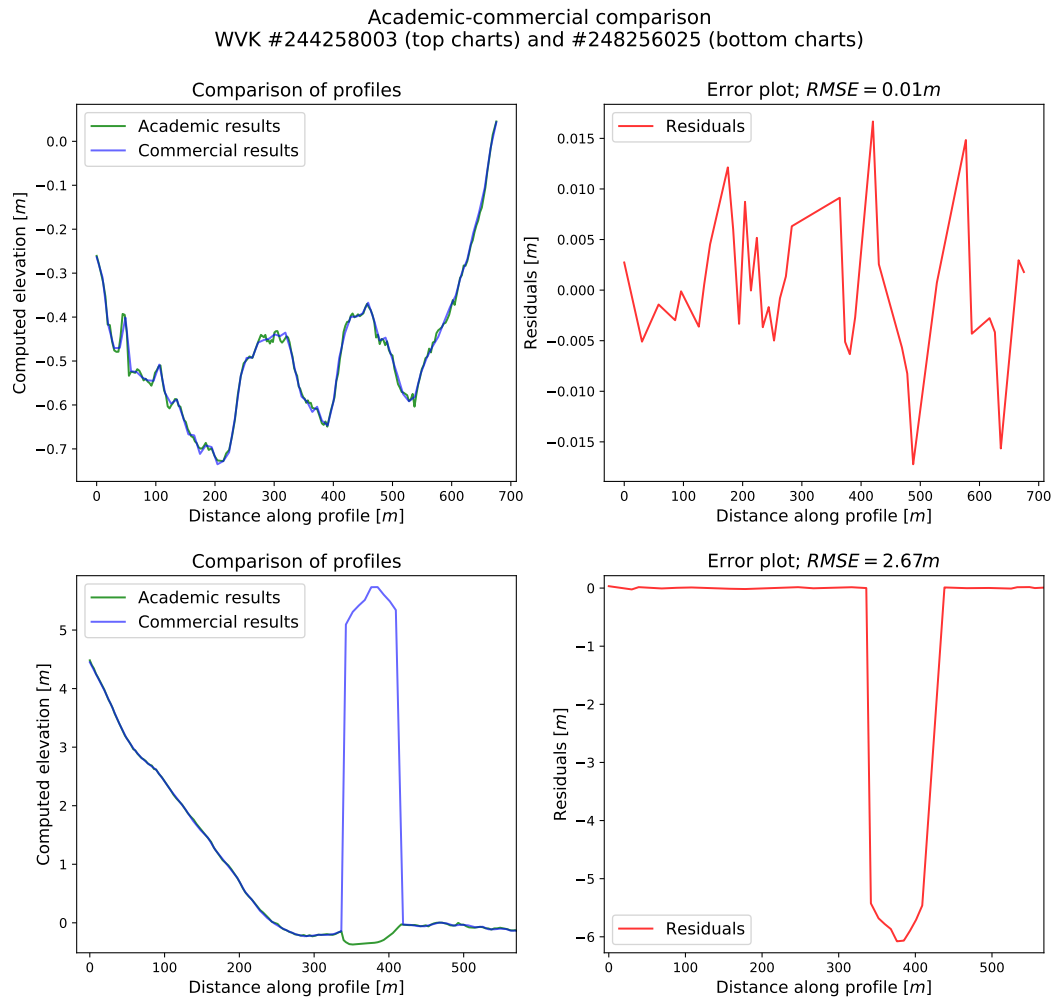 Academic-commercial comparison
WVK #244258003 (top charts) and #248256025 (bottom charts)
Comparison of profiles
Academic results
Commercial results
Computed elevation [m]
0.0
−0.1
−0.2
−0.3
−0.4
−0.5
−0.6
−0.7
0 100 200 300 400 500 600 700
Distance along profile [m]
Error plot; RMSE = 0.01m
Residuals
Residuals [m]
0.015
0.010
0.005
0.000
−0.005
−0.010
−0.015
0 100 200 300 400 500 600 700
Distance along profile [m]
Comparison of profiles
Academic results
Commercial results
Computed elevation [m]
5
4
3
2
1
0
0 100 200 300 400 500
Distance along profile [m]
Error plot; RMSE = 2.67m
Residuals [m]
0
−1
−2
−3
−4
−5
−6
Residuals
0 100 200 300 400 500
Distance along profile [m]